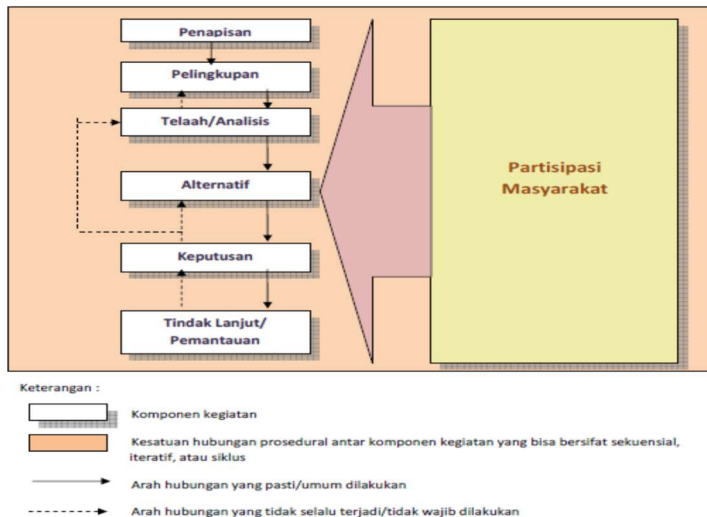 Penapisan
Pelingkupan
Telaah/Analisis
Alternatif
Keputusan
Tindak Lanjut/
Pemantauan
Partisipasi
Masyarakat
Keterangan :
Komponen kegiatan
Kesatuan hubungan prosedural antar komponen kegiatan yang bisa bersifat sekuensial,
iteratif, atau siklus
Arah hubungan yang pasti/umum dilakukan
Arah hubungan yang tidak selalu terjadi/tidak wajib dilakukan